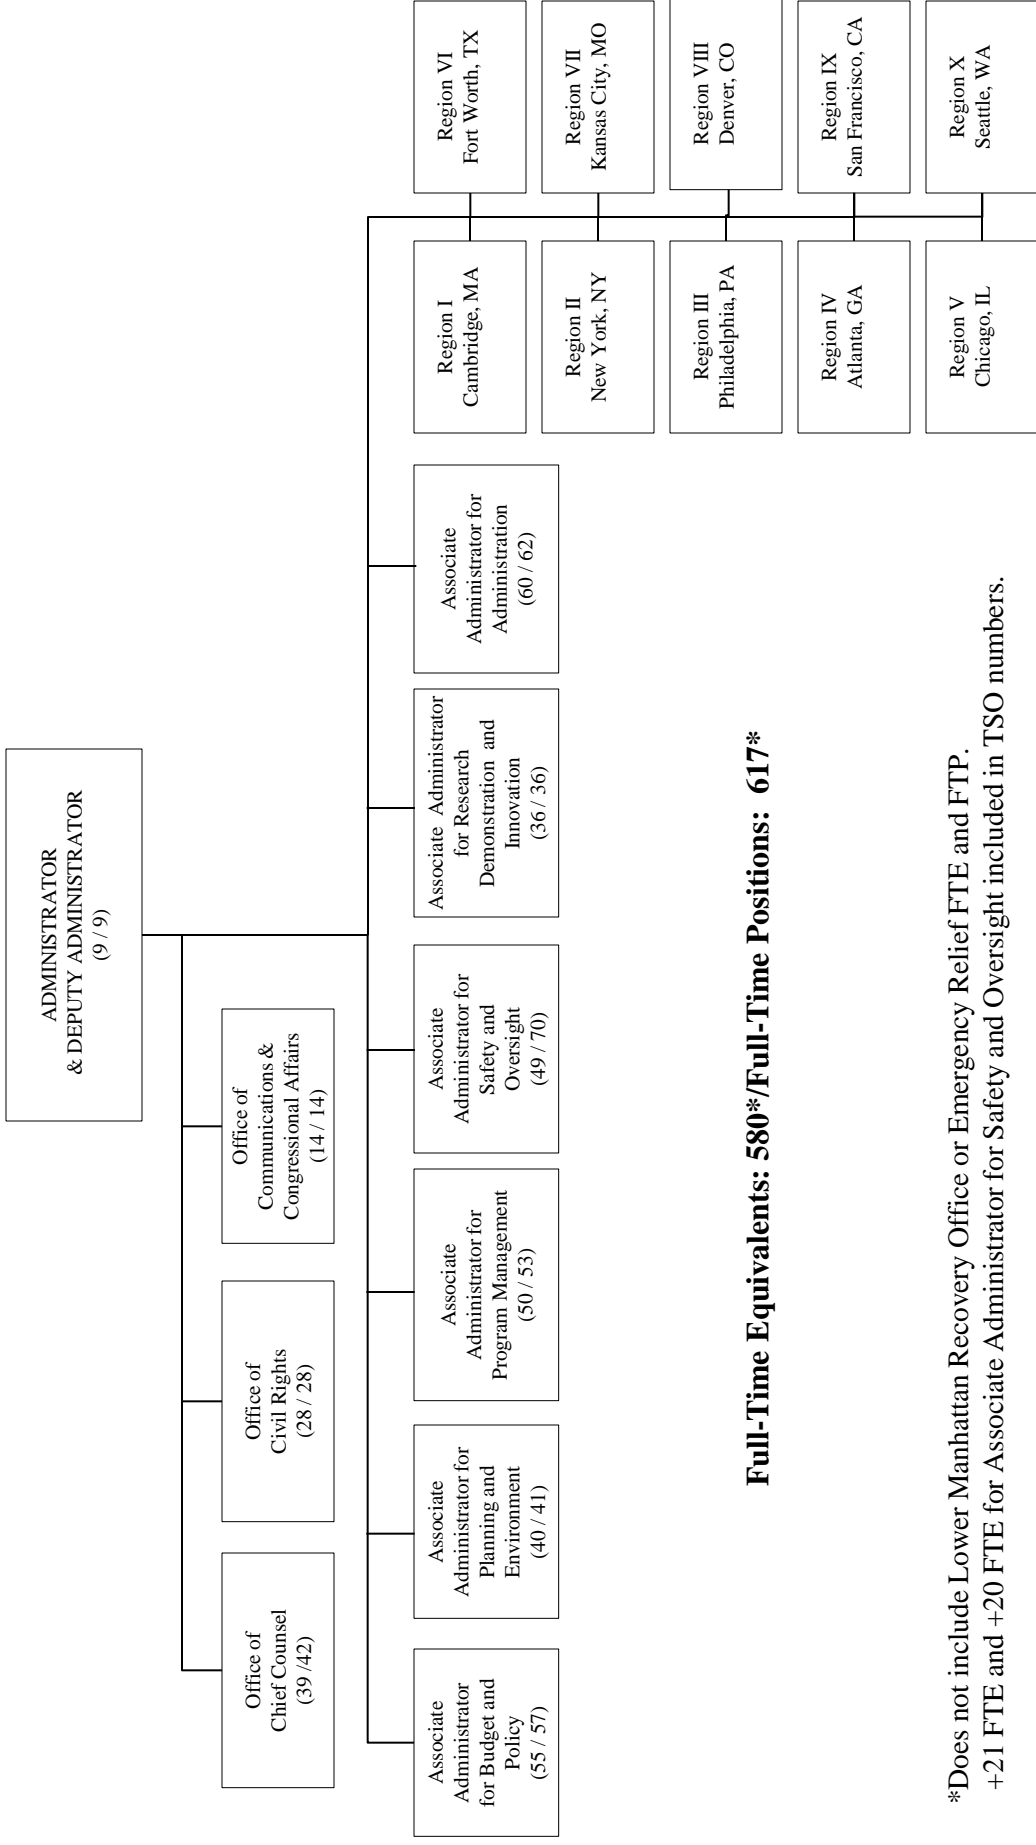 ADMINISTRATOR
& DEPUTY ADMINISTRATOR
(9 / 9)
Office of
Chief Counsel
(39 /42)
Office of
Civil Rights
(28 / 28)
Office of
Communications &
Congressional Affairs
(14 / 14)
Associate
Administrator
for Budget and
Policy
(55 / 57)
Associate
Administrator for
Planning and
Environment
(40 / 41)
Associate
Administrator for
Program Management
(50 / 53)
Associate
Administrator for
Safety and
Oversight
(49 / 70)
Associate Administrator
for Research
Demonstration and
Innovation
(36 / 36)
Associate
Administrator for
Administration
(60 / 62)
Region I
Cambridge, MA
Region VI
Fort Worth, TX
Region II
New York, NY
Region VII
Kansas City, MO
Region III
Philadelphia, PA
Region VIII
Denver, CO
Region IV
Atlanta, GA
Region IX
San Francisco, CA
Region V
Chicago, IL
Region X
Seattle, WA
Full-Time Equivalents: 580*/Full-Time Positions: 617*
*Does not include Lower Manhattan Recovery Office or Emergency Relief FTE and FTP.
+21 FTE and +20 FTE for Associate Administrator for Safety and Oversight included in TSO numbers.